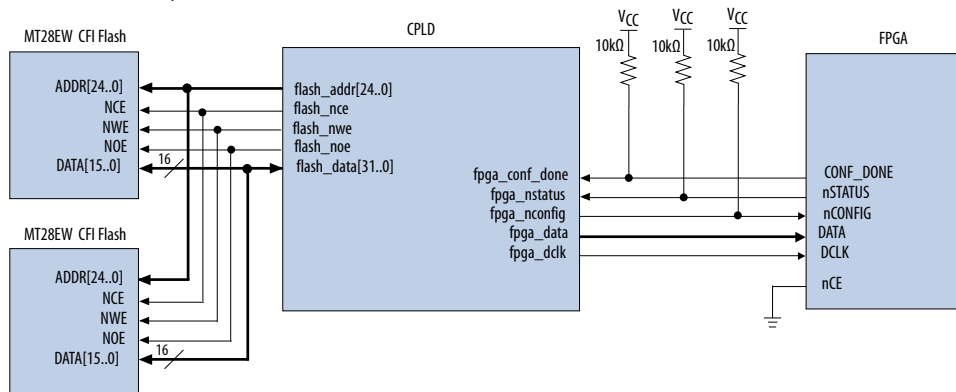 MT28EW CFI Flash
ADDR[24..0]
NCE
NWE
NOE
DATA[15..0]
16
MT28EW CFI Flash
ADDR[24..0]
NCE
NWE
NOE
DATA[15..0]
16
CPLD
flash_addr[24..0]
flash_nce
flash_nwe
flash_noe
flash_data[31..0]
fpga_conf_done
fpga_nstatus
fpga_nconfig
fpga_data
fpga_dclk
VCC VCC VCC
10kΩ 10kΩ 10kΩ
FPGA
CONF_DONE
nSTATUS
nCONFIG
DATA
DCLK
nCE